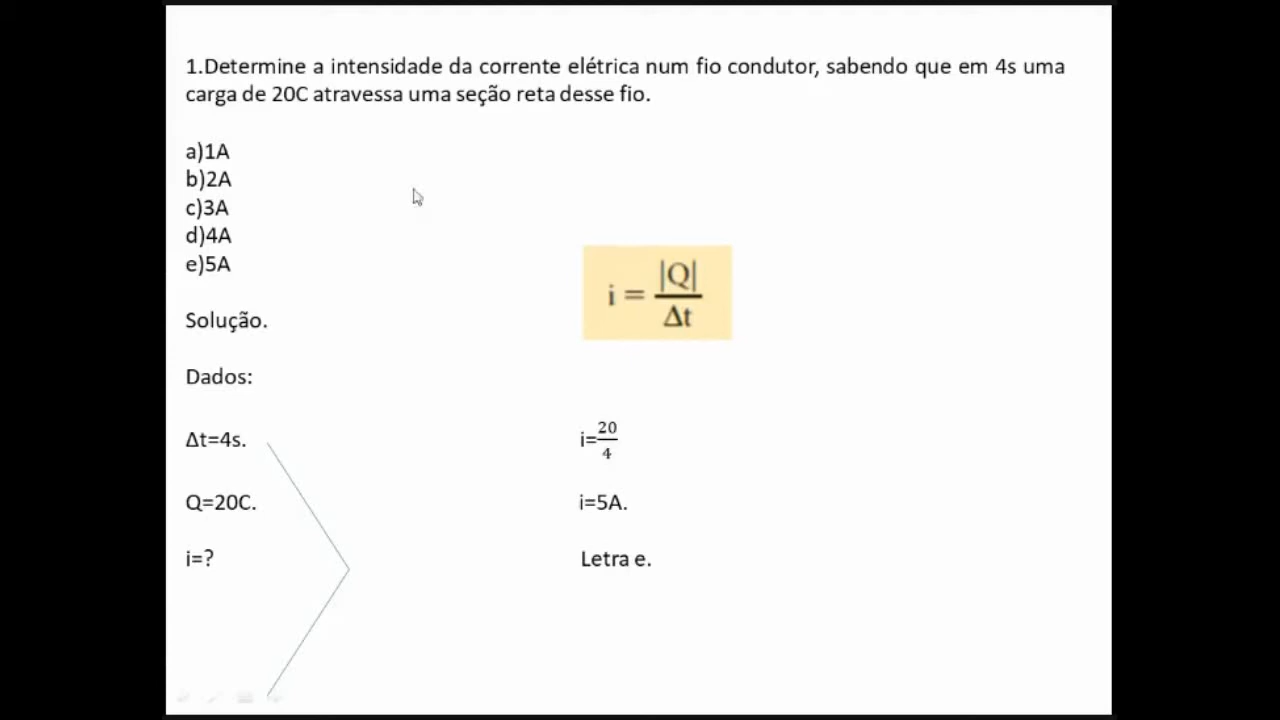 1.Determine a intensidade da corrente elétrica num fio condutor, sabendo que em 4s uma
carga de 20C atravessa uma seção reta desse fio.
a)1A
b)2A
c)3A
d)4A
e)5A
i = |Q|/Δt
Solução.
Dados:
Δt=4s.
Q=20C.
i=?
i=20/4
i=5A.
Letra e.